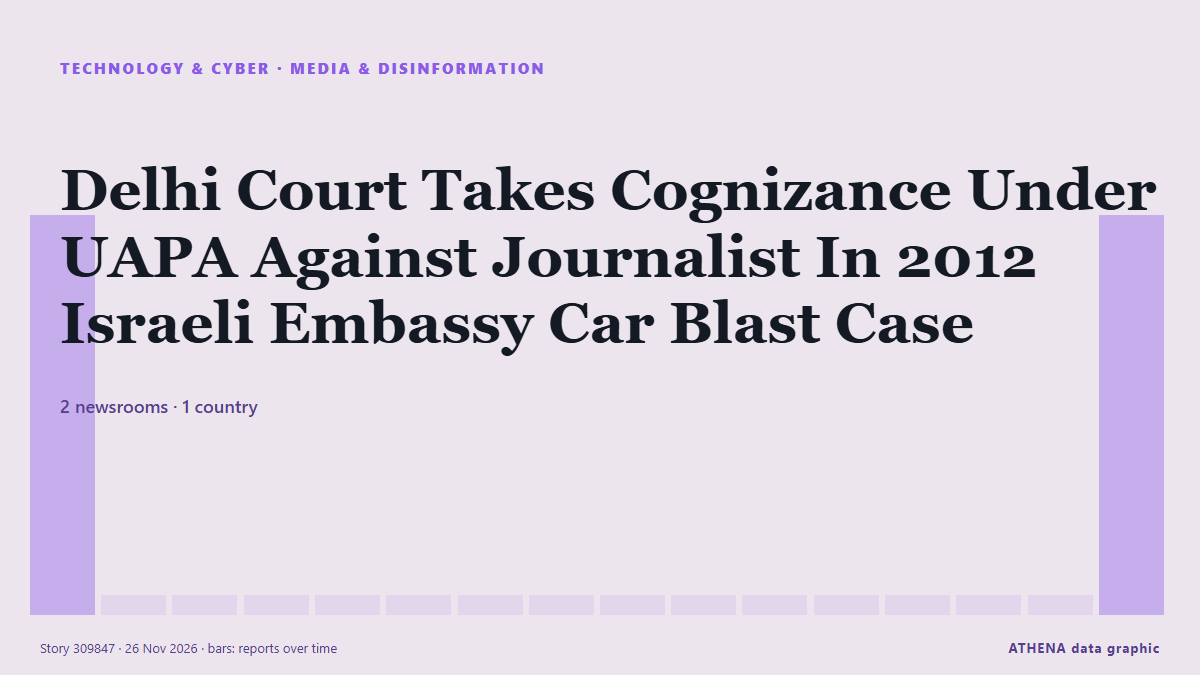 TECHNOLOGY & CYBER · MEDIA & DISINFORMATION
Delhi Court Takes Cognizance Under
UAPA Against Journalist In 2012
Israeli Embassy Car Blast Case
2 newsrooms · 1 country
Story 309847 · 26 Nov 2026 · bars: reports over time
ATHENA data graphic